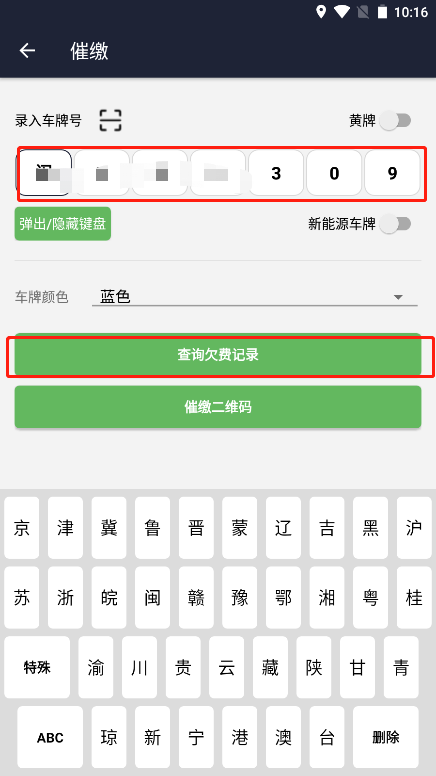 10:16
催缴
录入车牌号 黄牌
3 0 9
弹出/隐藏键盘 新能源车牌
车牌颜色 蓝色
查询欠费记录
催缴二维码
京 津 冀 鲁 晋 蒙 辽 吉 黑 沪
苏 浙 皖 闽 赣 豫 鄂 湘 粤 桂
特殊 渝 川 贵 云 藏 陕 甘 青
ABC 琼 新 宁 港 澳 台 删除